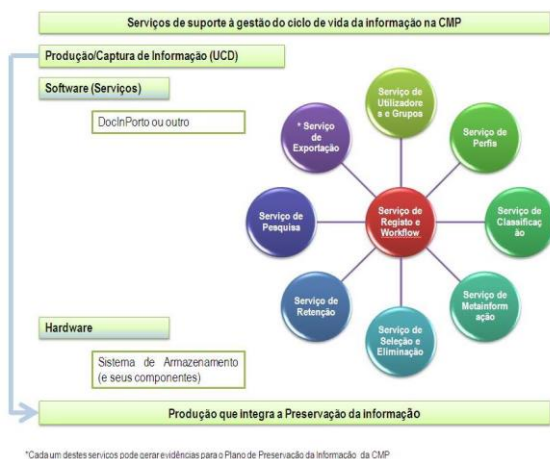 Serviços de suporte à gestão do ciclo de vida da informação na CMP
Produção/Captura de Informação (UCD)
Software (Serviços)
DocInPorto ou outro
Serviço de
Utilizadore
s e Grupos
* Serviço
de
Exportação
Serviço de
Perfis
Serviço de
Pesquisa
Serviço de
Registo e
Workflow
Serviço de
Classificaç
ão
Serviço de
Retenção
Serviço de
Metainform
ação
Serviço de
Seleção e
Eliminação
Hardware
Sistema de Armazenamento
(e seus componentes)
Produção que integra a Preservação da informação
*Cada um destes serviços pode gerar evidências para o Plano de Preservação da Informação da CMP